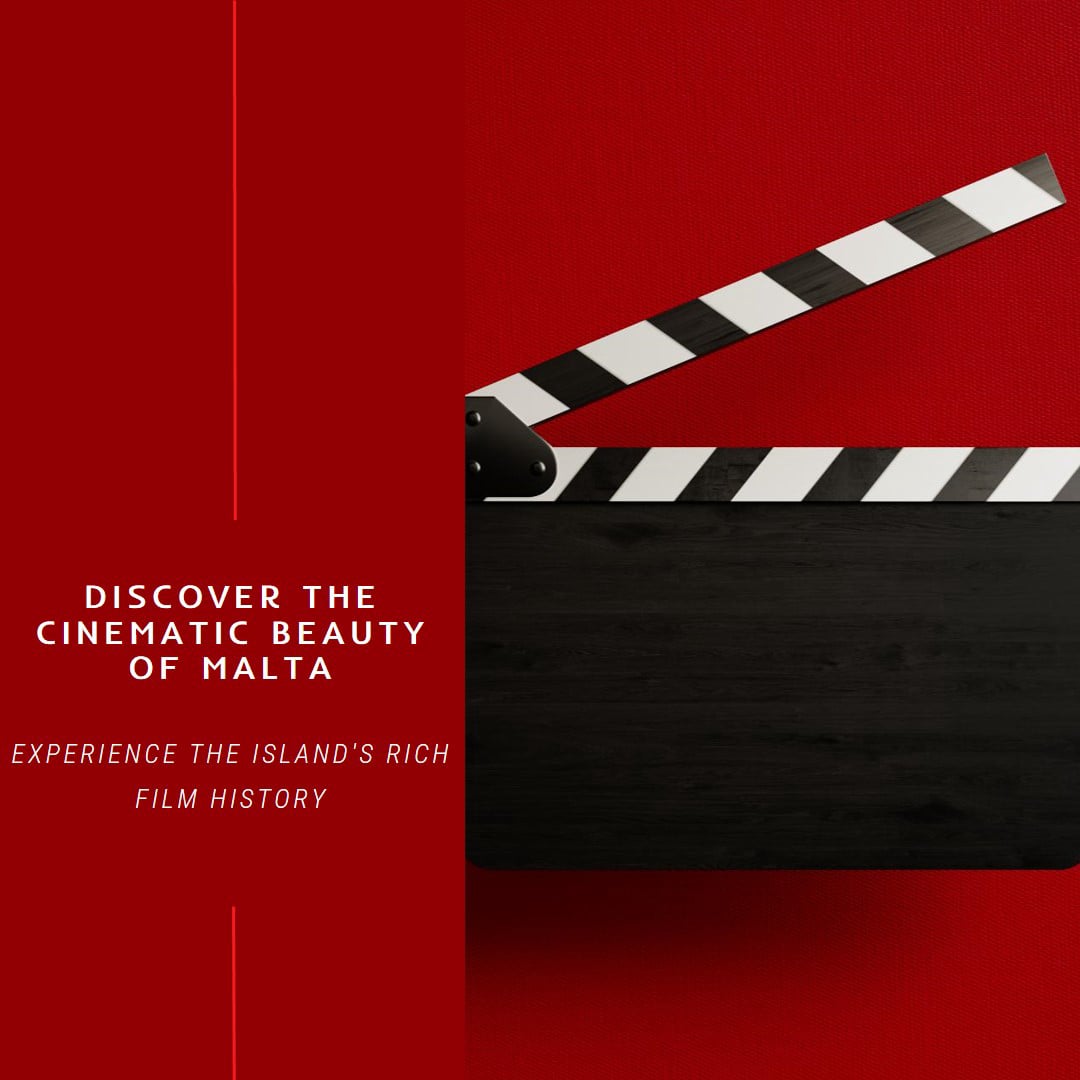 DISCOVER THE
CINEMATIC BEAUTY
OF MALTA
EXPERIENCE THE ISLAND'S RICH
FILM HISTORY